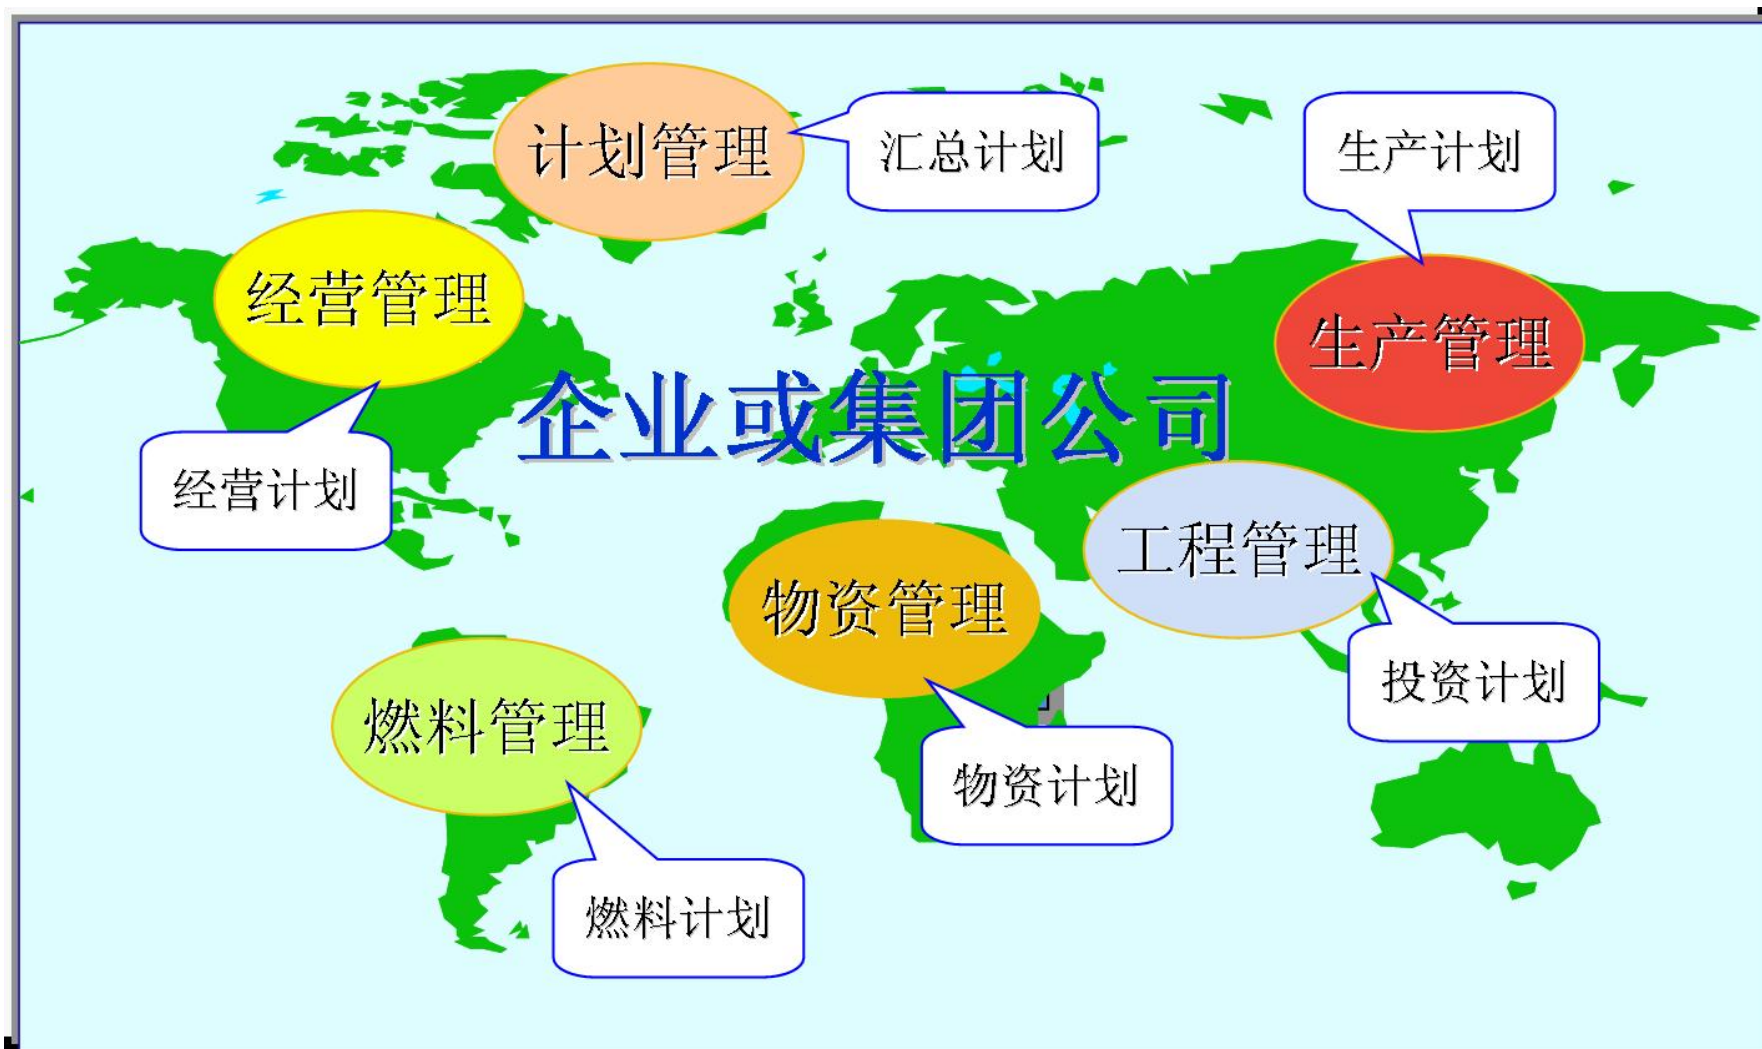 计划管理
汇总计划
生产计划
经营管理
生产管理
企业或集团公司
经营计划
工程管理
物资管理
投资计划
燃料管理
物资计划
燃料计划